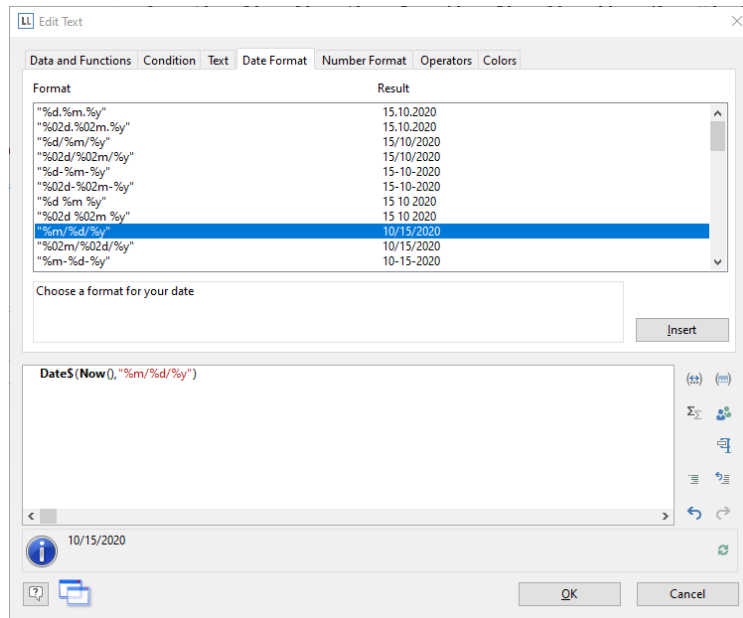 LL Edit Text
Data and Functions Condition Text Date Format Number Format Operators Colors
Format Result
"%d.%m.%y" 15.10.2020
"%02d.%02m.%y" 15.10.2020
"%d/%m/%y" 15/10/2020
"%02d/%02m/%y" 15/10/2020
"%d-%m-%y" 15-10-2020
"%02d-%02m-%y" 15-10-2020
"%d %m %y" 15 10 2020
"%02d %02m %y" 15 10 2020
"%m/%d/%y" 10/15/2020
"%02m/%02d/%y" 10/15/2020
"%m-%d-%y" 10-15-2020
Choose a format for your date
Insert
Date$(Now(),"%m/%d/%y")
10/15/2020
OK Cancel